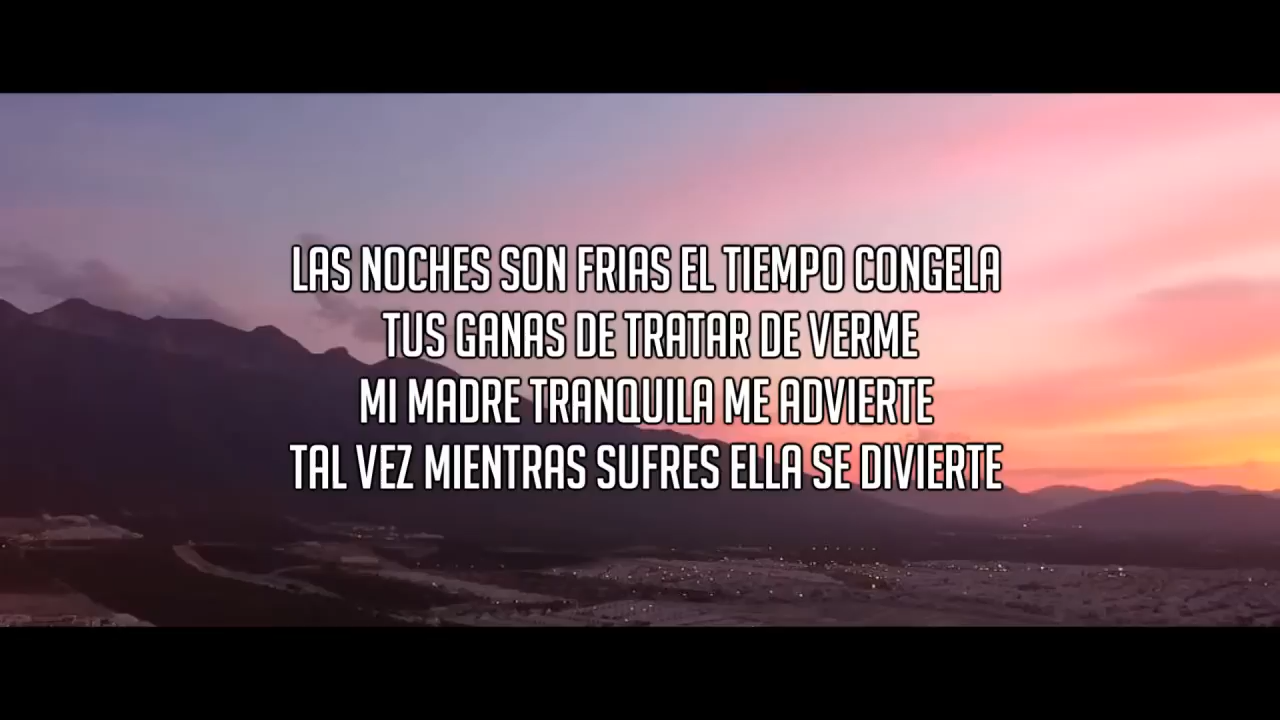 LAS NOCHES SON FRIAS EL TIEMPO CONGELA
TUS GANAS DE TRATAR DE VERME
MI MADRE TRANQUILA ME ADVIERTE
TAL VEZ MIENTRAS SUFRES ELLA SE DIVIERTE